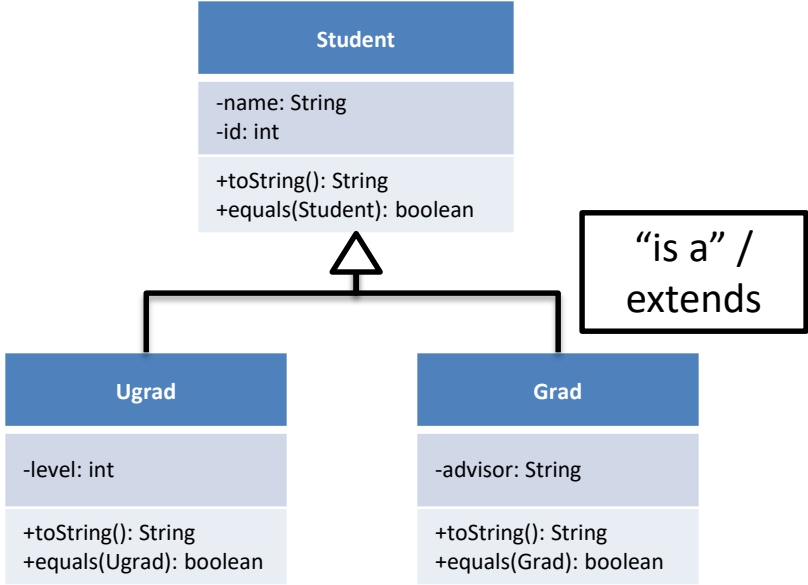 Student
-name: String
-id: int
+toString(): String
+equals(Student): boolean
“is a” /
extends
Ugrad
-level: int
+toString(): String
+equals(Ugrad): boolean
Grad
-advisor: String
+toString(): String
+equals(Grad): boolean